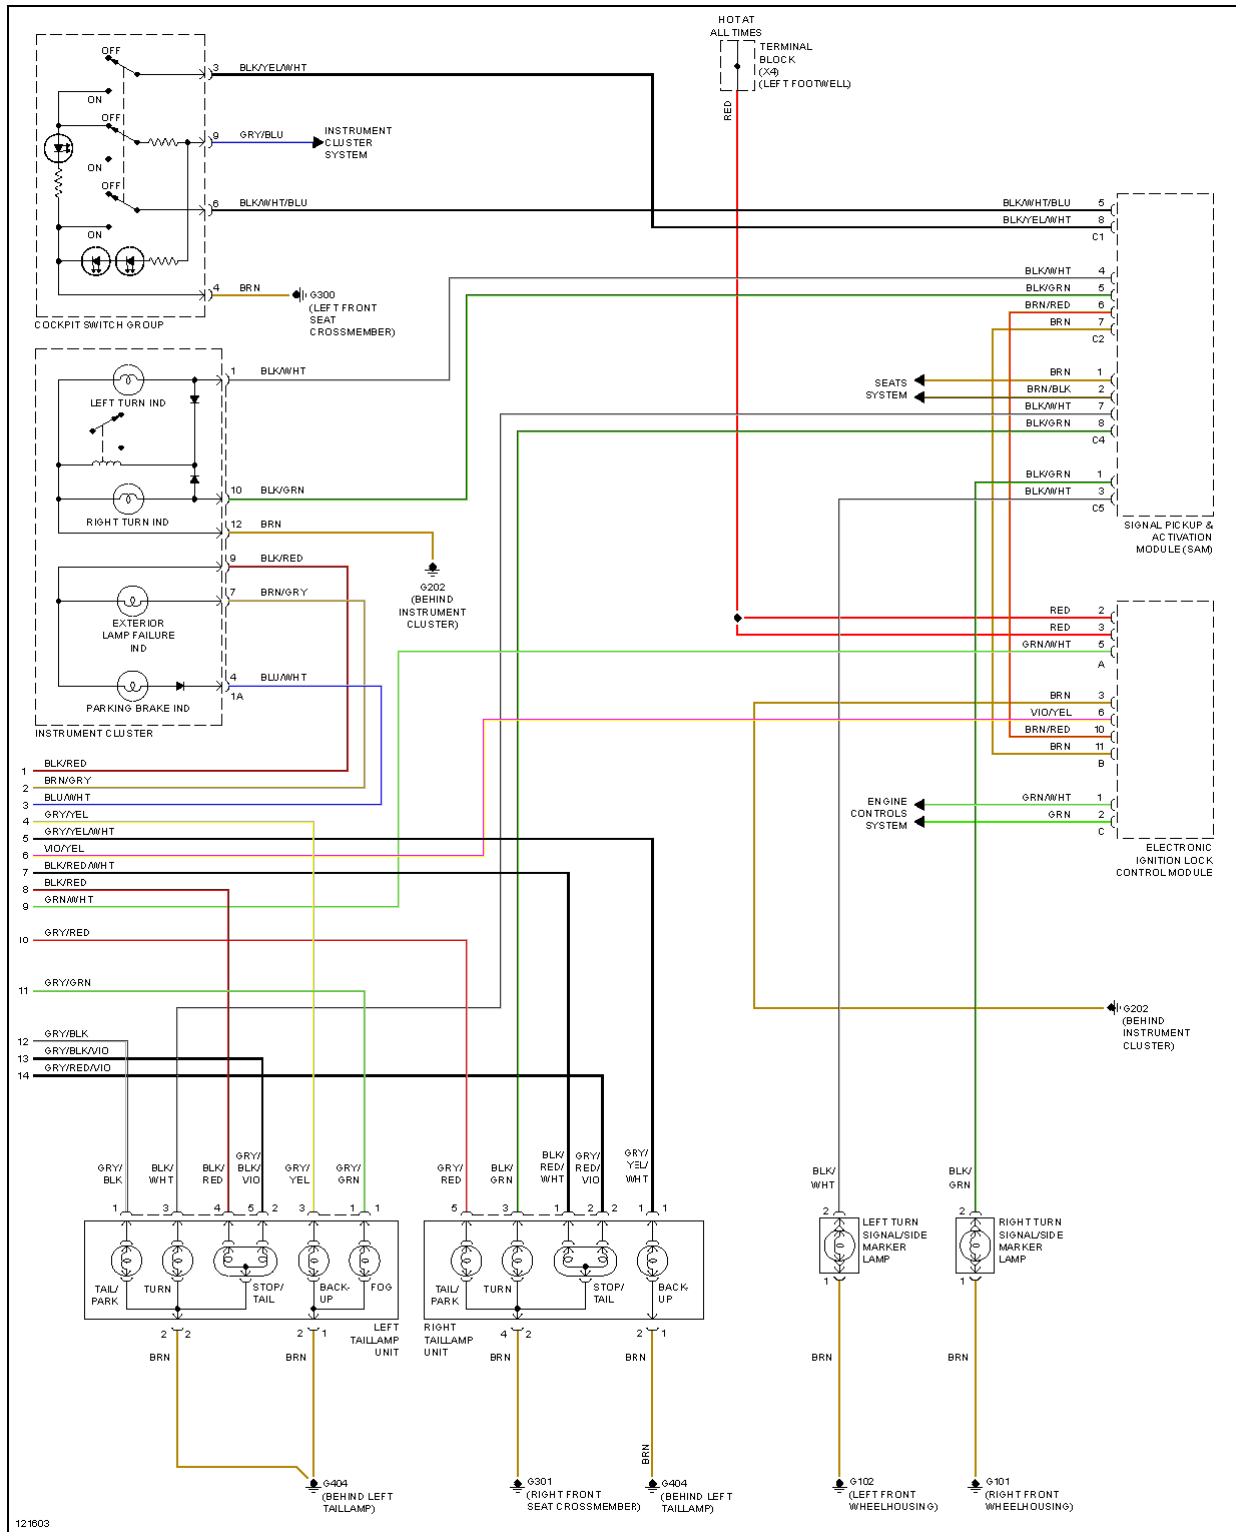 HOT AT
ALL TIMES
TERMINAL
BLOCK
(X4)
(LEFT FOOTWELL)
RED
OFF
ON
OFF
ON
OFF
ON
3 BLK/YEL/WHT
9 GRY/BLU
INSTRUMENT
CLUSTER
SYSTEM
6 BLK/WHT/BLU
4 BRN
G300
(LEFT FRONT
SEAT
CROSSMEMBER)
COCKPIT SWITCH GROUP
BLK/WHT/BLU 5
BLK/YEL/WHT 8
C1
BLK/WHT 4
BLK/GRN 5
BRN/RED 6
BRN 7
C2
SEATS
SYSTEM
BRN 1
BRN/BLK 2
BLK/WHT 7
BLK/GRN 8
C4
BLK/GRN 1
BLK/WHT 3
C5
SIGNAL PICKUP &
ACTIVATION
MODULE (SAM)
1 BLK/WHT
LEFT TURN IND
10 BLK/GRN
RIGHT TURN IND
12 BRN
G202
(BEHIND
INSTRUMENT
CLUSTER)
9 BLK/RED
7 BRN/GRY
EXTERIOR
LAMP FAILURE
IND
4 BLU/WHT
1A
PARKING BRAKE IND
INSTRUMENT CLUSTER
RED 2
RED 3
GRN/WHT 5
A
BRN 3
VIO/YEL 6
BRN/RED 10
BRN 11
B
ENGINE
CONTROLS
SYSTEM
GRN/WHT 1
GRN 2
C
ELECTRONIC
IGNITION LOCK
CONTROL MODULE
1 BLK/RED
2 BRN/GRY
3 BLU/WHT
4 GRY/YEL
5 GRY/YEL/WHT
6 VIO/YEL
7 BLK/RED/WHT
8 BLK/RED
9 GRN/WHT
10 GRY/RED
11 GRY/GRN
12 GRY/BLK
13 GRY/BLK/VIO
14 GRY/RED/VIO
G202
(BEHIND
INSTRUMENT
CLUSTER)
GRY/
BLK
BLK/
WHT
BLK/
RED
GRY/
BLK/
VIO
GRY/
YEL
GRY/
GRN
GRY/
RED
BLK/
GRN
BLK/
RED/
WHT
GRY/
RED/
VIO
GRY/
YEL/
WHT
BLK/
WHT
BLK/
GRN
1 3 4 5 2 3 1 1
5 3 1 2 2 1 1
2
2
TAIL/
PARK
TURN
STOP/
TAIL
BACK-
UP
FOG
LEFT
TAILLAMP
UNIT
TAIL/
PARK
TURN
STOP/
TAIL
BACK-
UP
RIGHT
TAILLAMP
UNIT
LEFT TURN
SIGNAL/SIDE
MARKER
LAMP
RIGHT TURN
SIGNAL/SIDE
MARKER
LAMP
1
1
2 2
2 1
4 2
2 1
BRN
BRN
BRN
BRN
BRN
BRN
BRN
G404
(BEHIND LEFT
TAILLAMP)
G301
(RIGHT FRONT
SEAT CROSSMEMBER)
G404
(BEHIND LEFT
TAILLAMP)
G102
(LEFT FRONT
WHEELHOUSING)
G101
(RIGHT FRONT
WHEELHOUSING)
121603